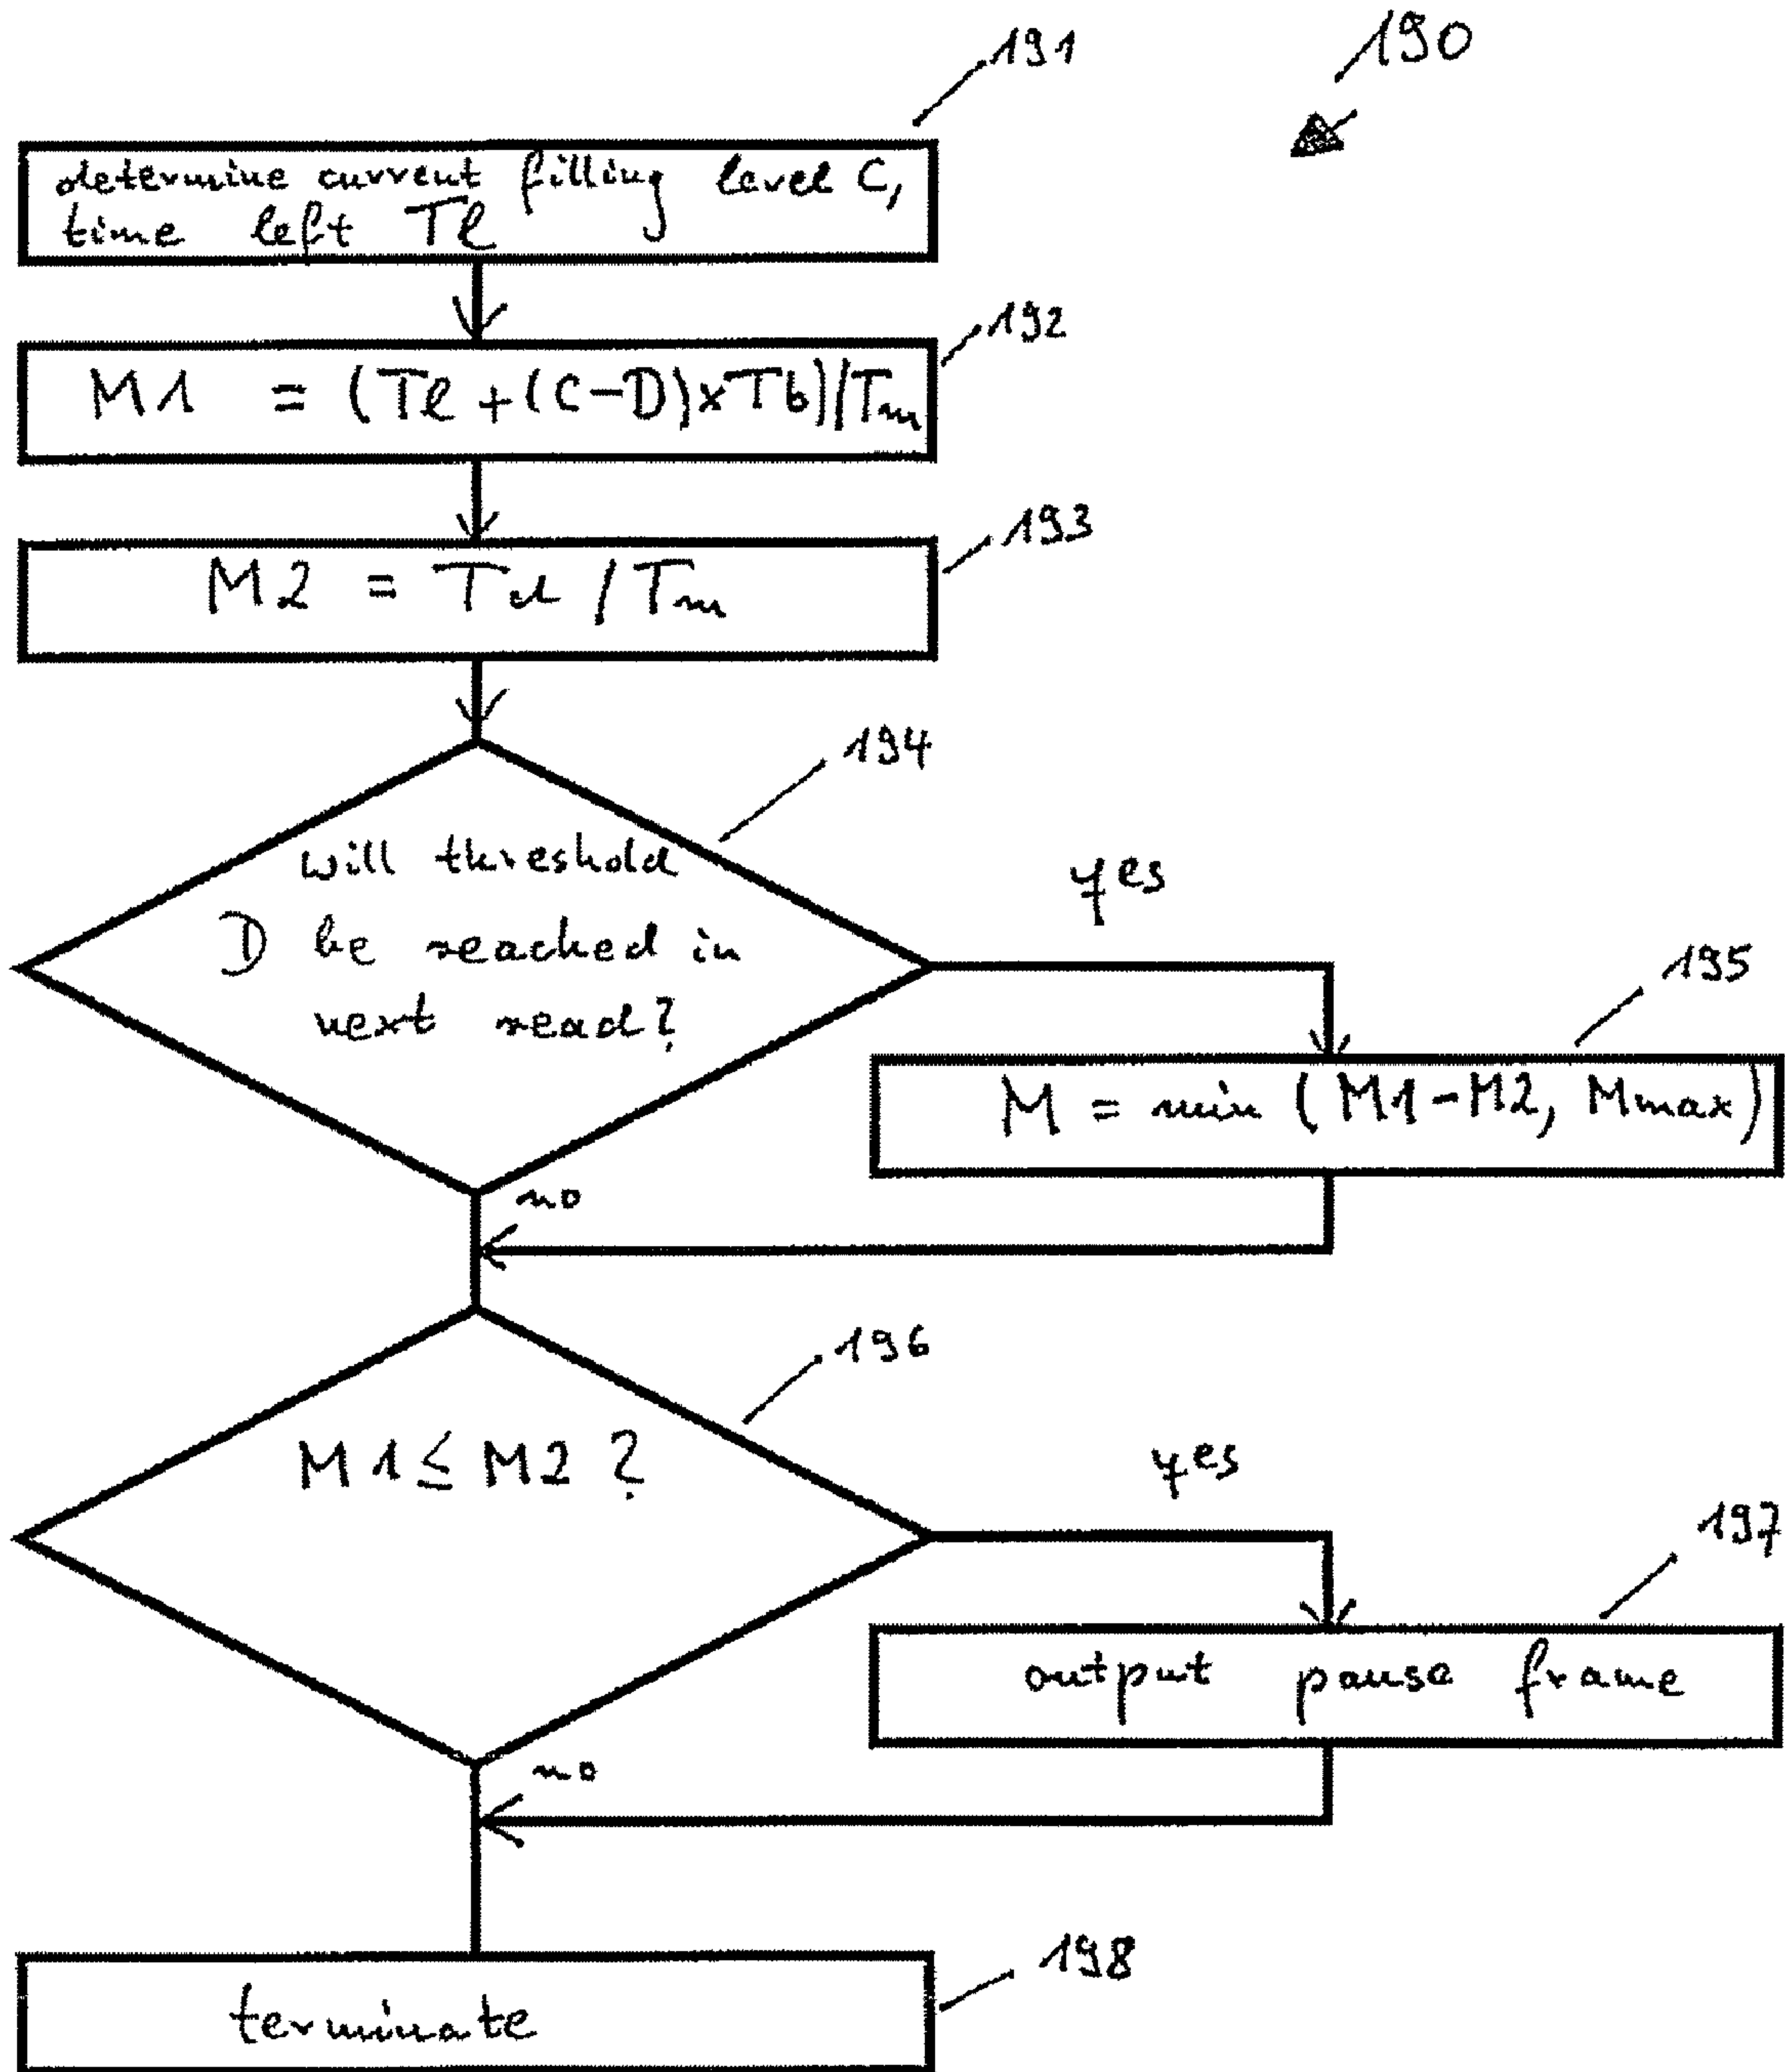 190
191
determine current filling level C,
time left Tl
192
M1 = (Tl + (C-D)xTb)/Tm
193
M2 = Td / Tm
194
will threshold
D be reached in
next read?
yes
195
M = min (M1-M2, Mmax)
no
196
M1 ≤ M2 ?
yes
197
output pause frame
no
198
terminate